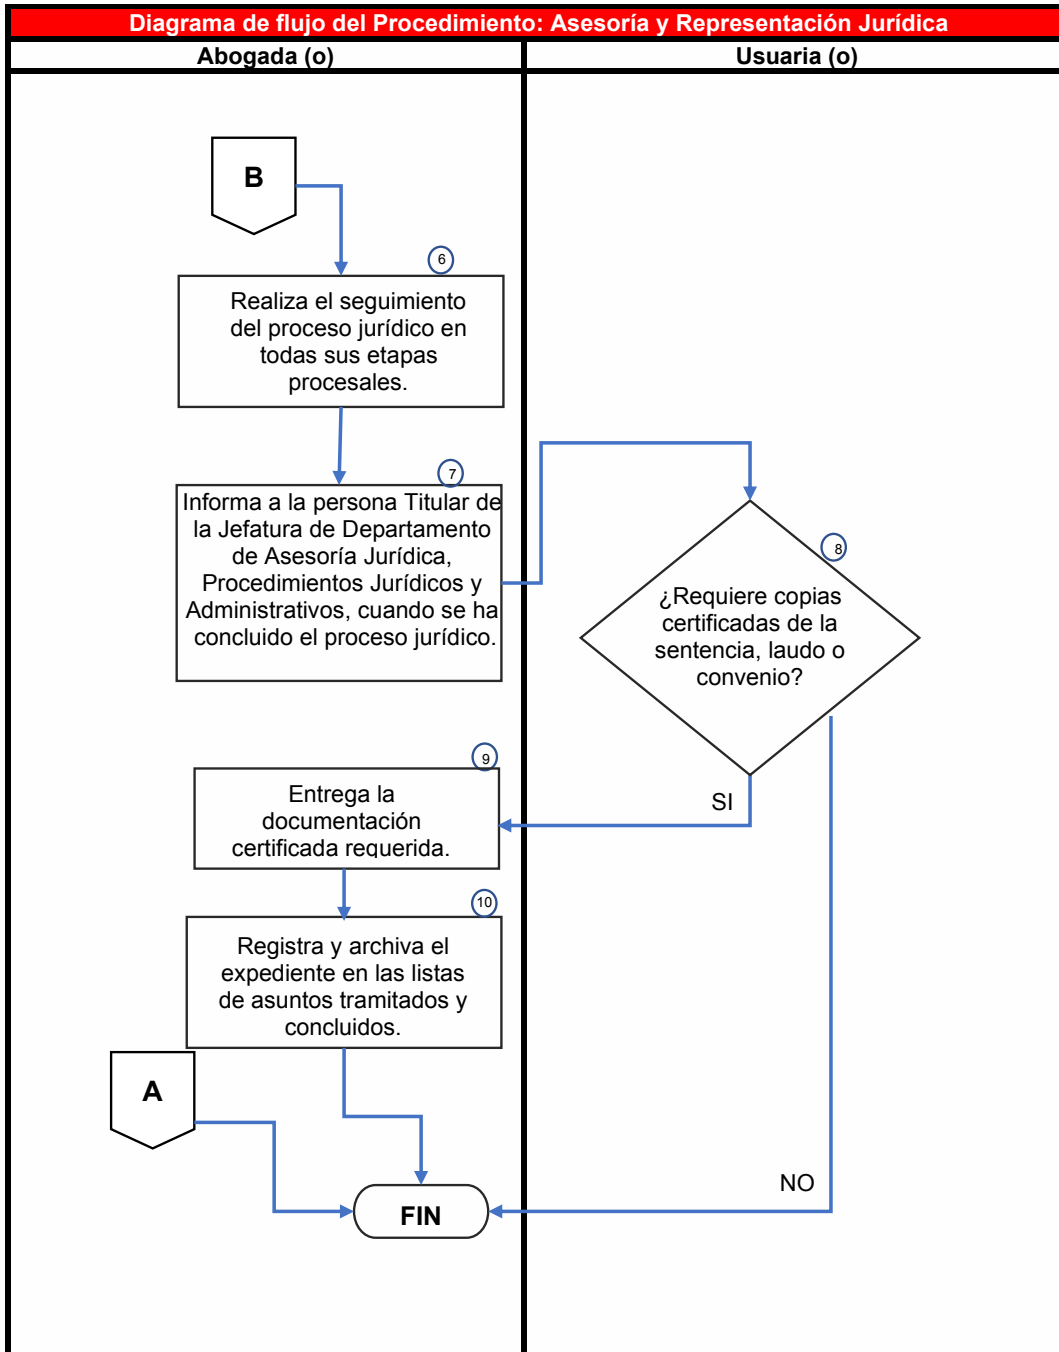 Diagrama de flujo del Procedimiento: Asesoría y Representación Jurídica
Abogada (o)
Usuaria (o)
B
6
Realiza el seguimiento
del proceso jurídico en
todas sus etapas
procesales.
7
Informa a la persona Titular de
la Jefatura de Departamento
de Asesoría Jurídica,
Procedimientos Jurídicos y
Administrativos, cuando se ha
concluido el proceso jurídico.
8
¿Requiere copias
certificadas de la
sentencia, laudo o
convenio?
SI
9
Entrega la
documentación
certificada requerida.
10
Registra y archiva el
expediente en las listas
de asuntos tramitados y
concluidos.
A
NO
FIN